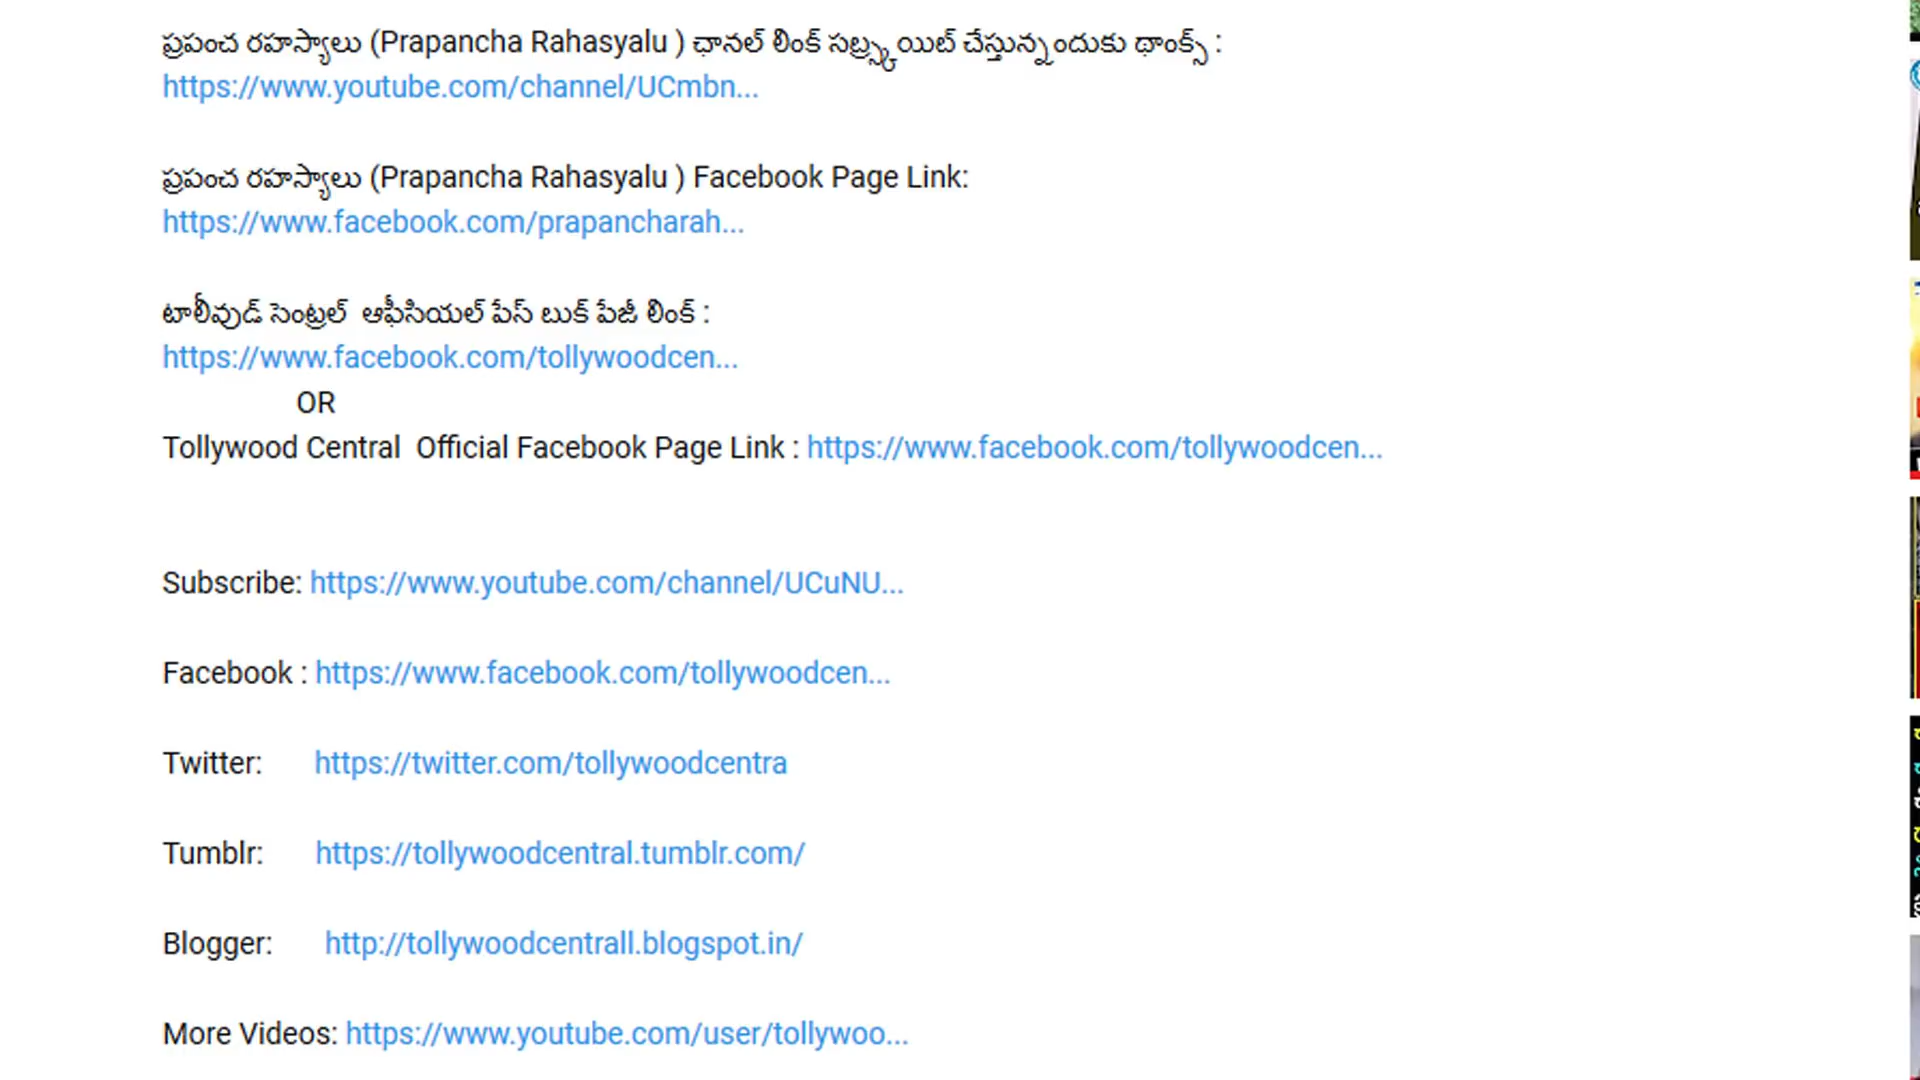 ప్రపంచ రహస్యాలు (Prapancha Rahasyalu ) ఛానల్ లింక్ సబ్స్క్రయిబ్ చేస్తున్నందుకు థాంక్స్ :
https://www.youtube.com/channel/UCmbn...
ప్రపంచ రహస్యాలు (Prapancha Rahasyalu ) Facebook Page Link:
https://www.facebook.com/prapancharah...
టాలీవుడ్ సెంట్రల్  ఆఫీసియల్ పేస్ బుక్ పేజీ లింక్ :
https://www.facebook.com/tollywoodcen...
OR
Tollywood Central  Official Facebook Page Link : https://www.facebook.com/tollywoodcen...
Subscribe: https://www.youtube.com/channel/UCuNU...
Facebook : https://www.facebook.com/tollywoodcen...
Twitter: https://twitter.com/tollywoodcentra
Tumblr: https://tollywoodcentral.tumblr.com/
Blogger: http://tollywoodcentrall.blogspot.in/
More Videos: https://www.youtube.com/user/tollywoo...